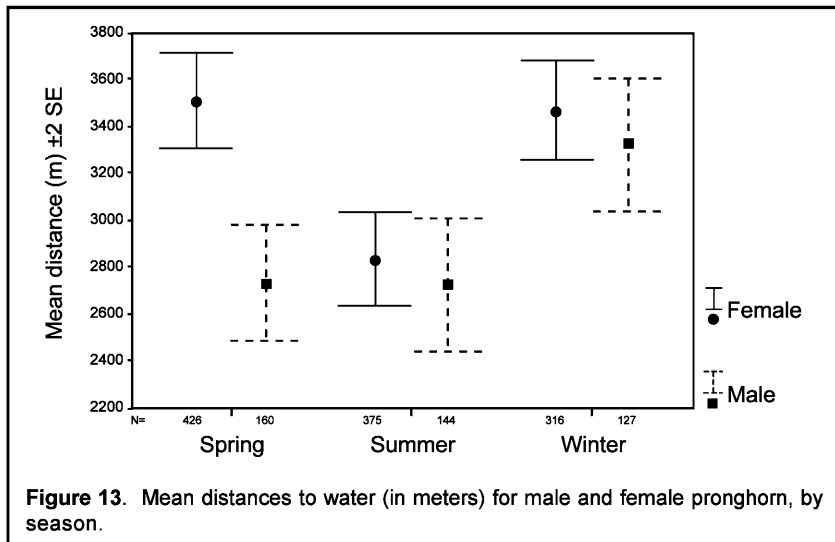 Mean distance (m) ±2 SE
3800
3600
3400
3200
3000
2800
2600
2400
2200
N= 426 160 375 144 316 127
Spring Summer Winter
Female
Male
Figure 13. Mean distances to water (in meters) for male and female pronghorn, by
season.